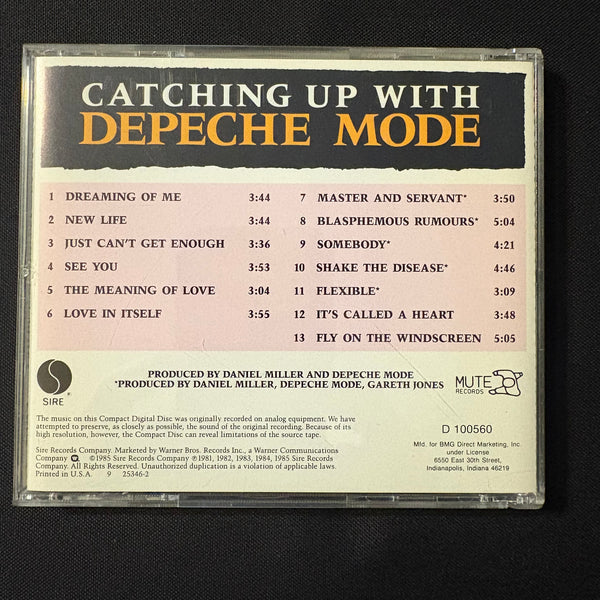 CATCHING UP WITH
DEPECHE MODE
1 DREAMING OF ME 3:44
2 NEW LIFE 3:44
3 JUST CAN'T GET ENOUGH 3:36
4 SEE YOU 3:53
5 THE MEANING OF LOVE 3:04
6 LOVE IN ITSELF 3:55
7 MASTER AND SERVANT* 3:50
8 BLASPHEMOUS RUMOURS* 5:04
9 SOMEBODY* 4:21
10 SHAKE THE DISEASE* 4:46
11 FLEXIBLE* 3:09
12 IT'S CALLED A HEART 3:48
13 FLY ON THE WINDSCREEN 5:05
PRODUCED BY DANIEL MILLER AND DEPECHE MODE
*PRODUCED BY DANIEL MILLER, DEPECHE MODE, GARETH JONES
S
SIRE
®
MUTE
RECORDS
The music on this Compact Digital Disc was originally recorded on analog equipment. We have
attempted to preserve, as closely as possible, the sound of the original recording. Because of its
high resolution, however, the Compact Disc can reveal limitations of the source tape.
Sire Records Company. Marketed by Warner Bros. Records Inc., a Warner Communications
Company ©1985 Sire Records Company ℗1981, 1982, 1983, 1984, 1985 Sire Records
Company. All Rights Reserved. Unauthorized duplication is a violation of applicable laws.
Printed in U.S.A. 9 25346-2
D 100560
Mfd. for BMG Direct Marketing, Inc.
under License
6550 East 30th Street,
Indianapolis, Indiana 46219